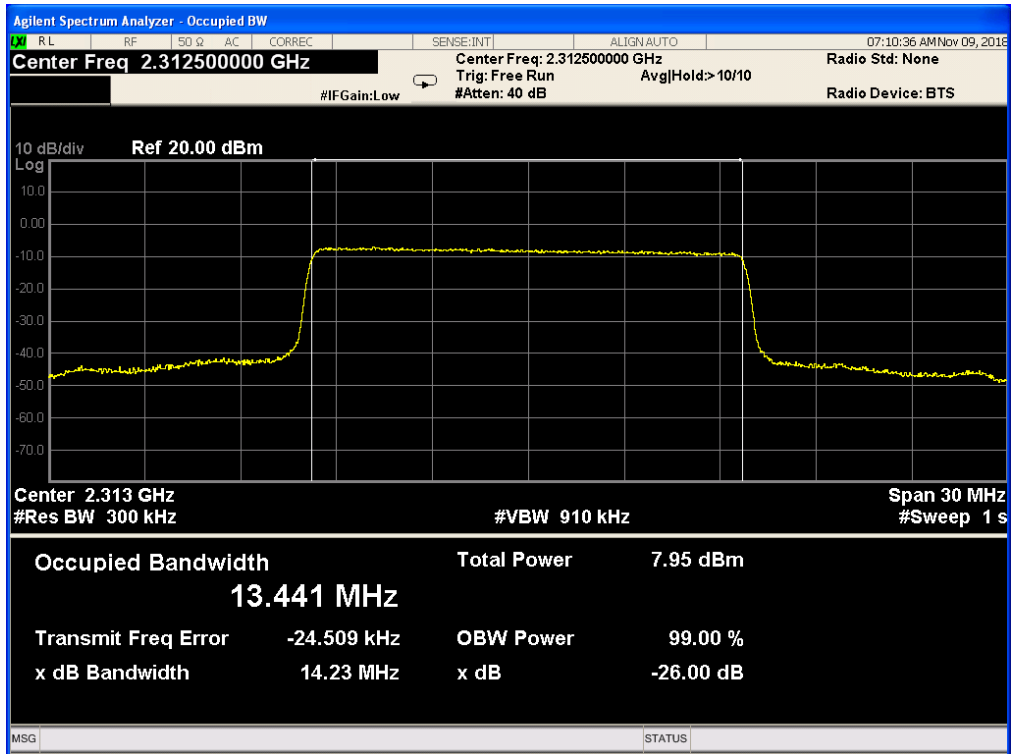 Agilent Spectrum Analyzer - Occupied BW
LXI RL RF 50 Ω AC CORREC SENSE:INT ALIGN AUTO 07:10:36 AM Nov 09, 2018
Center Freq 2.312500000 GHz
Center Freq: 2.312500000 GHz
Radio Std: None
Trig: Free Run Avg|Hold:>10/10
#IFGain:Low #Atten: 40 dB Radio Device: BTS
10 dB/div Ref 20.00 dBm
Log
10.0
0.00
-10.0
-20.0
-30.0
-40.0
-50.0
-60.0
-70.0
Center 2.313 GHz Span 30 MHz
#Res BW 300 kHz #VBW 910 kHz #Sweep 1 s
Occupied Bandwidth Total Power 7.95 dBm
13.441 MHz
Transmit Freq Error -24.509 kHz OBW Power 99.00 %
x dB Bandwidth 14.23 MHz x dB -26.00 dB
MSG STATUS